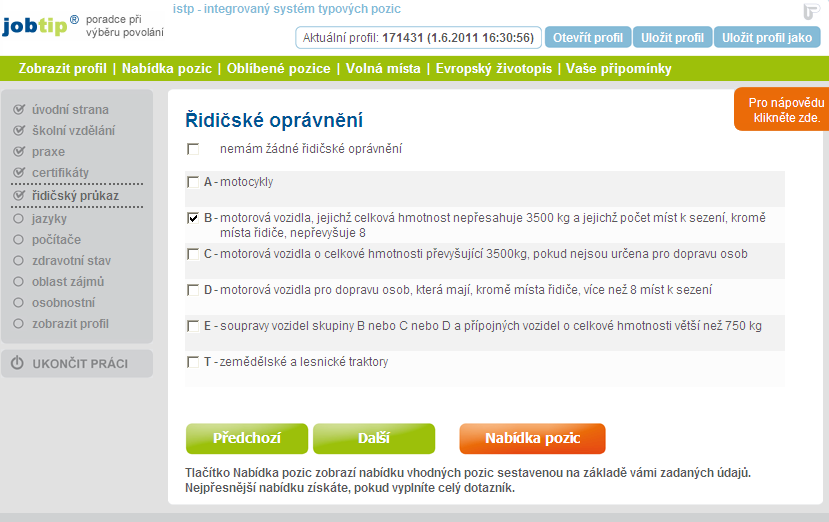 jobtip®
poradce při
výběru povolání
istp - integrovaný systém typových pozic
Aktuální profil: 171431 (1.6.2011 16:30:56)
Otevřít profil
Uložit profil
Uložit profil jako
Zobrazit profil | Nabídka pozic | Oblíbené pozice | Volná místa | Evropský životopis | Vaše připomínky
úvodní strana
školní vzdělání
praxe
certifikáty
řidičský průkaz
jazyky
počítače
zdravotní stav
oblast zájmů
osobnostní
zobrazit profil
UKONČIT PRÁCI
Pro nápovědu
klikněte zde.
Řidičské oprávnění
nemám žádné řidičské oprávnění
A - motocykly
B - motorová vozidla, jejichž celková hmotnost nepřesahuje 3500 kg a jejichž počet míst k sezení, kromě
místa řidiče, nepřevyšuje 8
C - motorová vozidla o celkové hmotnosti převyšující 3500kg, pokud nejsou určena pro dopravu osob
D - motorová vozidla pro dopravu osob, která mají, kromě místa řidiče, více než 8 míst k sezení
E - soupravy vozidel skupiny B nebo C nebo D a přípojných vozidel o celkové hmotnosti větší než 750 kg
T - zemědělské a lesnické traktory
Předchozí
Další
Nabídka pozic
Tlačítko Nabídka pozic zobrazí nabídku vhodných pozic sestavenou na základě vámi zadaných údajů.
Nejpřesnější nabídku získáte, pokud vyplníte celý dotazník.